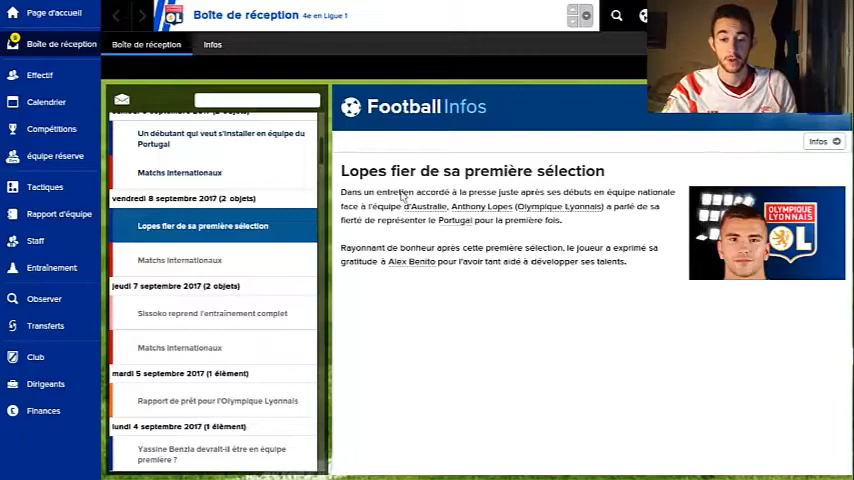 Page d'accueil
Boîte de réception
Effectif
Calendrier
Compétitions
équipe réserve
Tactiques
Rapport d'équipe
Staff
Entraînement
Observer
Transferts
Club
Dirigeants
Finances
Boîte de réception 4e en Ligue 1
Boîte de réception Infos
Un débutant qui veut s'installer en équipe du
Portugal
Matchs Internationaux
vendredi 8 septembre 2017 (2 objets)
Lopes fier de sa première sélection
Matchs Internationaux
jeudi 7 septembre 2017 (2 objets)
Sissoko reprend l'entraînement complet
Matchs Internationaux
mardi 5 septembre 2017 (1 élément)
Rapport de prêt pour l'Olympique Lyonnais
lundi 4 septembre 2017 (1 élément)
Yassine Benzia devrait-il être en équipe
première ?
Football Infos
Infos
Lopes fier de sa première sélection
Dans un entretien accordé à la presse juste après ses débuts en équipe nationale
face à l'équipe d'Australie, Anthony Lopes (Olympique Lyonnais) a parlé de sa
fierté de représenter le Portugal pour la première fois.
Rayonnant de bonheur après cette première sélection, le joueur a exprimé sa
gratitude à Alex Benito pour l'avoir tant aidé à développer ses talents.
OLYMPIQUE
LYONNAIS
OL